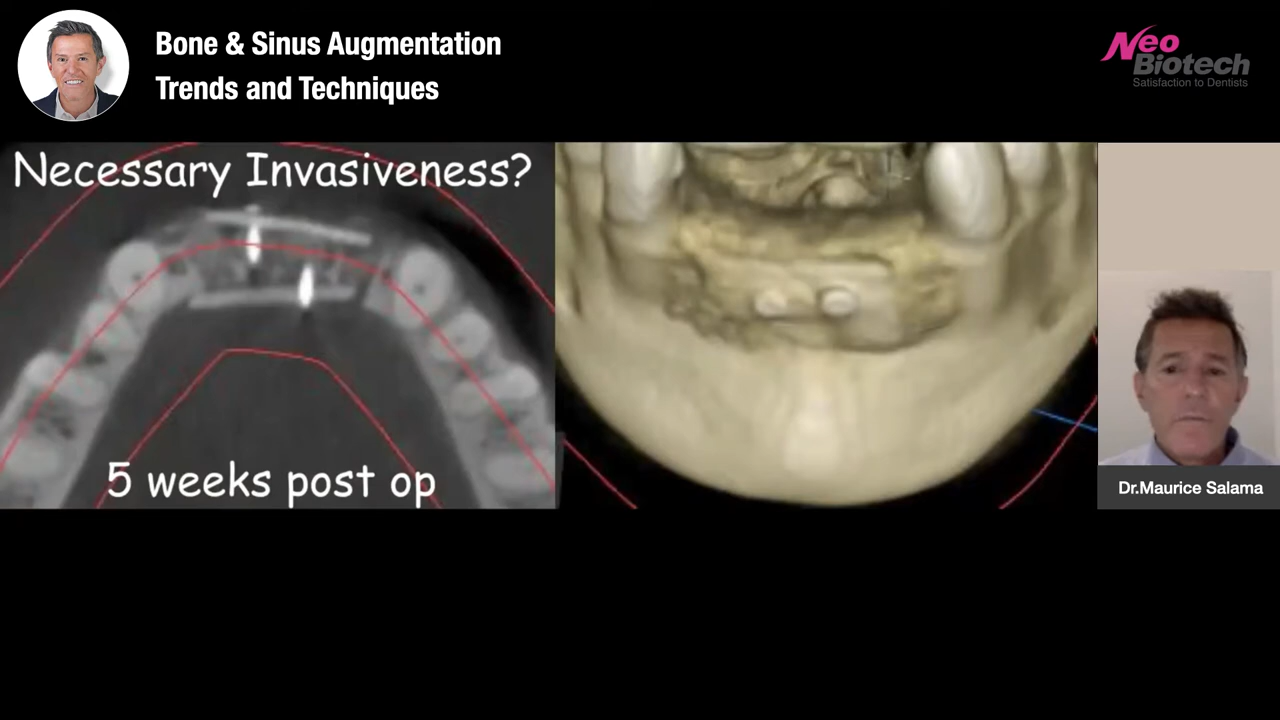 Bone & Sinus Augmentation
Trends and Techniques
Neo
Biotech
Satisfaction to Dentists
Necessary Invasiveness?
5 weeks post op
Dr.Maurice Salama